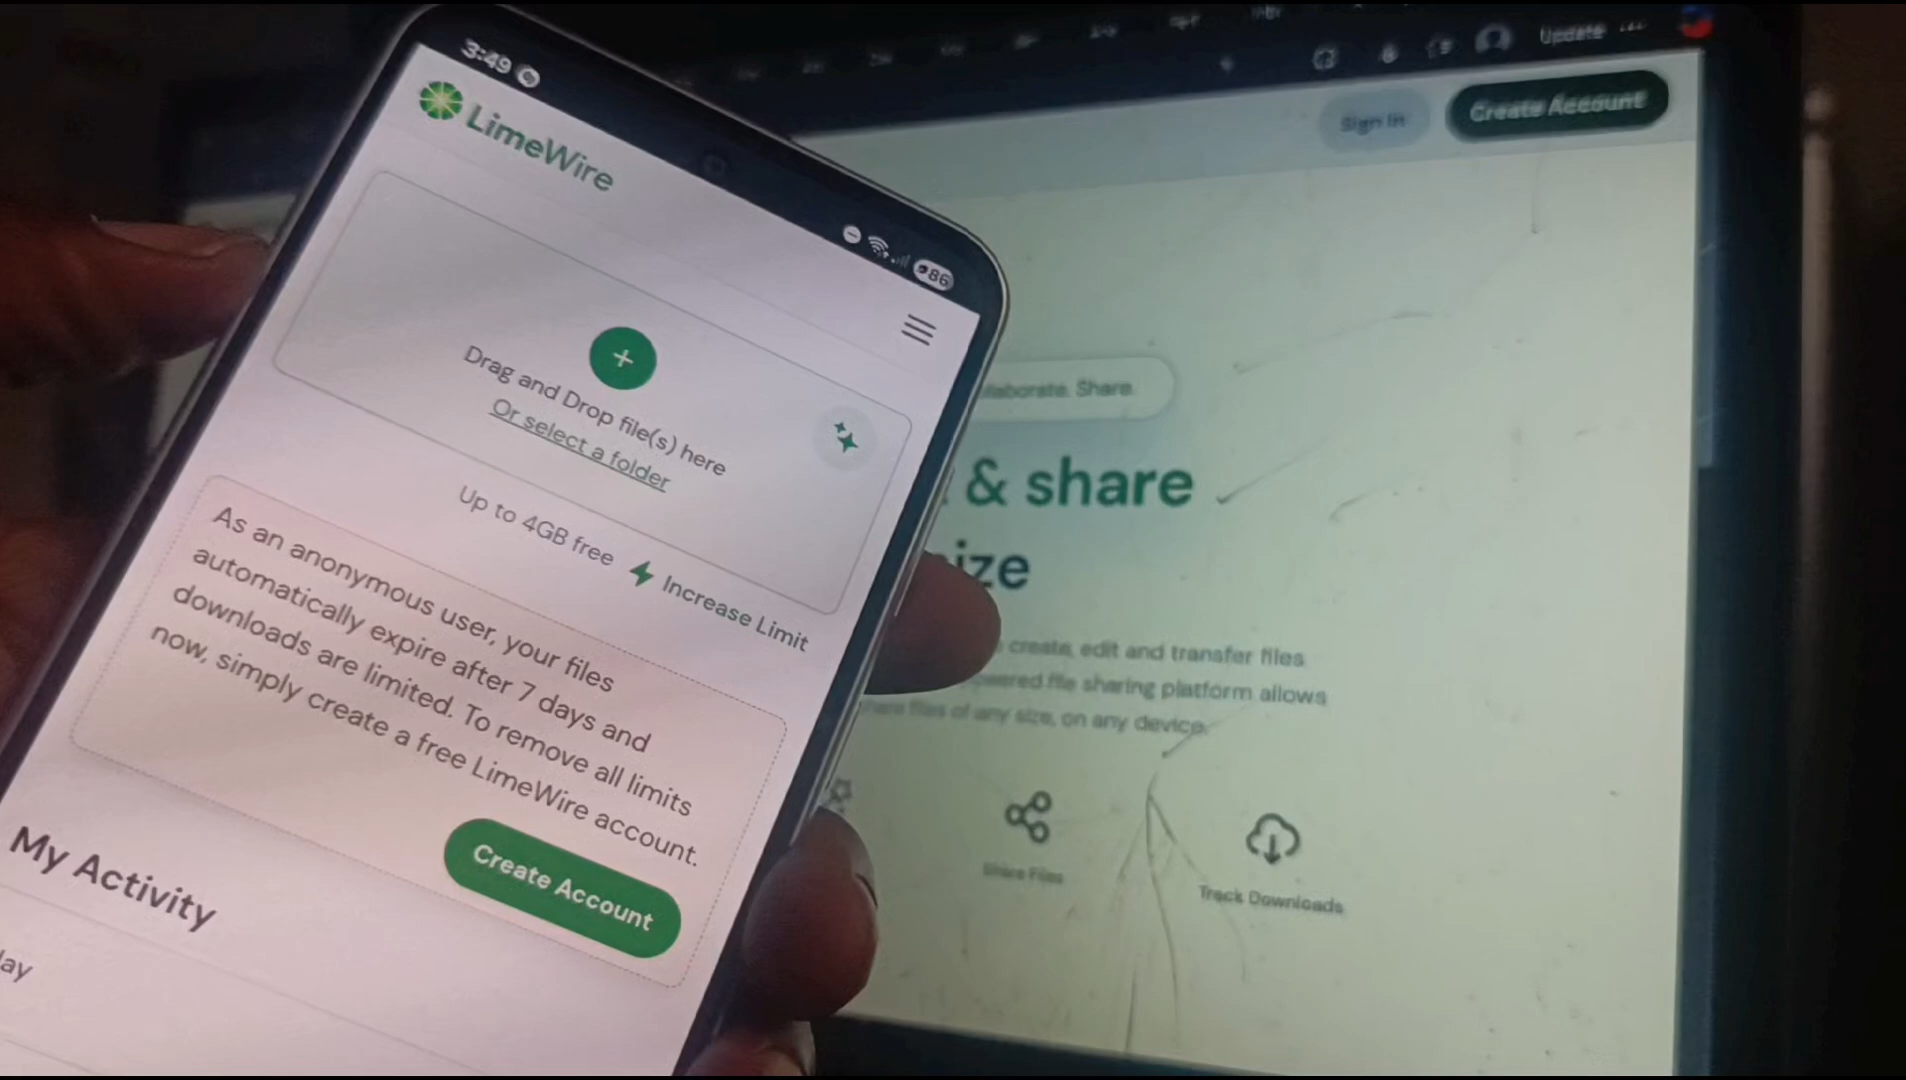 3:49
LimeWire
86
Drag and Drop file(s) here
Or select a folder
Up to 4GB free
Increase Limit
As an anonymous user, your files
automatically expire after 7 days and
downloads are limited. To remove all limits
now, simply create a free LimeWire account.
Create Account
My Activity
Update
Sign In
Create Account
Share.
& share
ize
create, edit and transfer files
file sharing platform allows
files of any size, on any device.
Share Files
Track Downloads